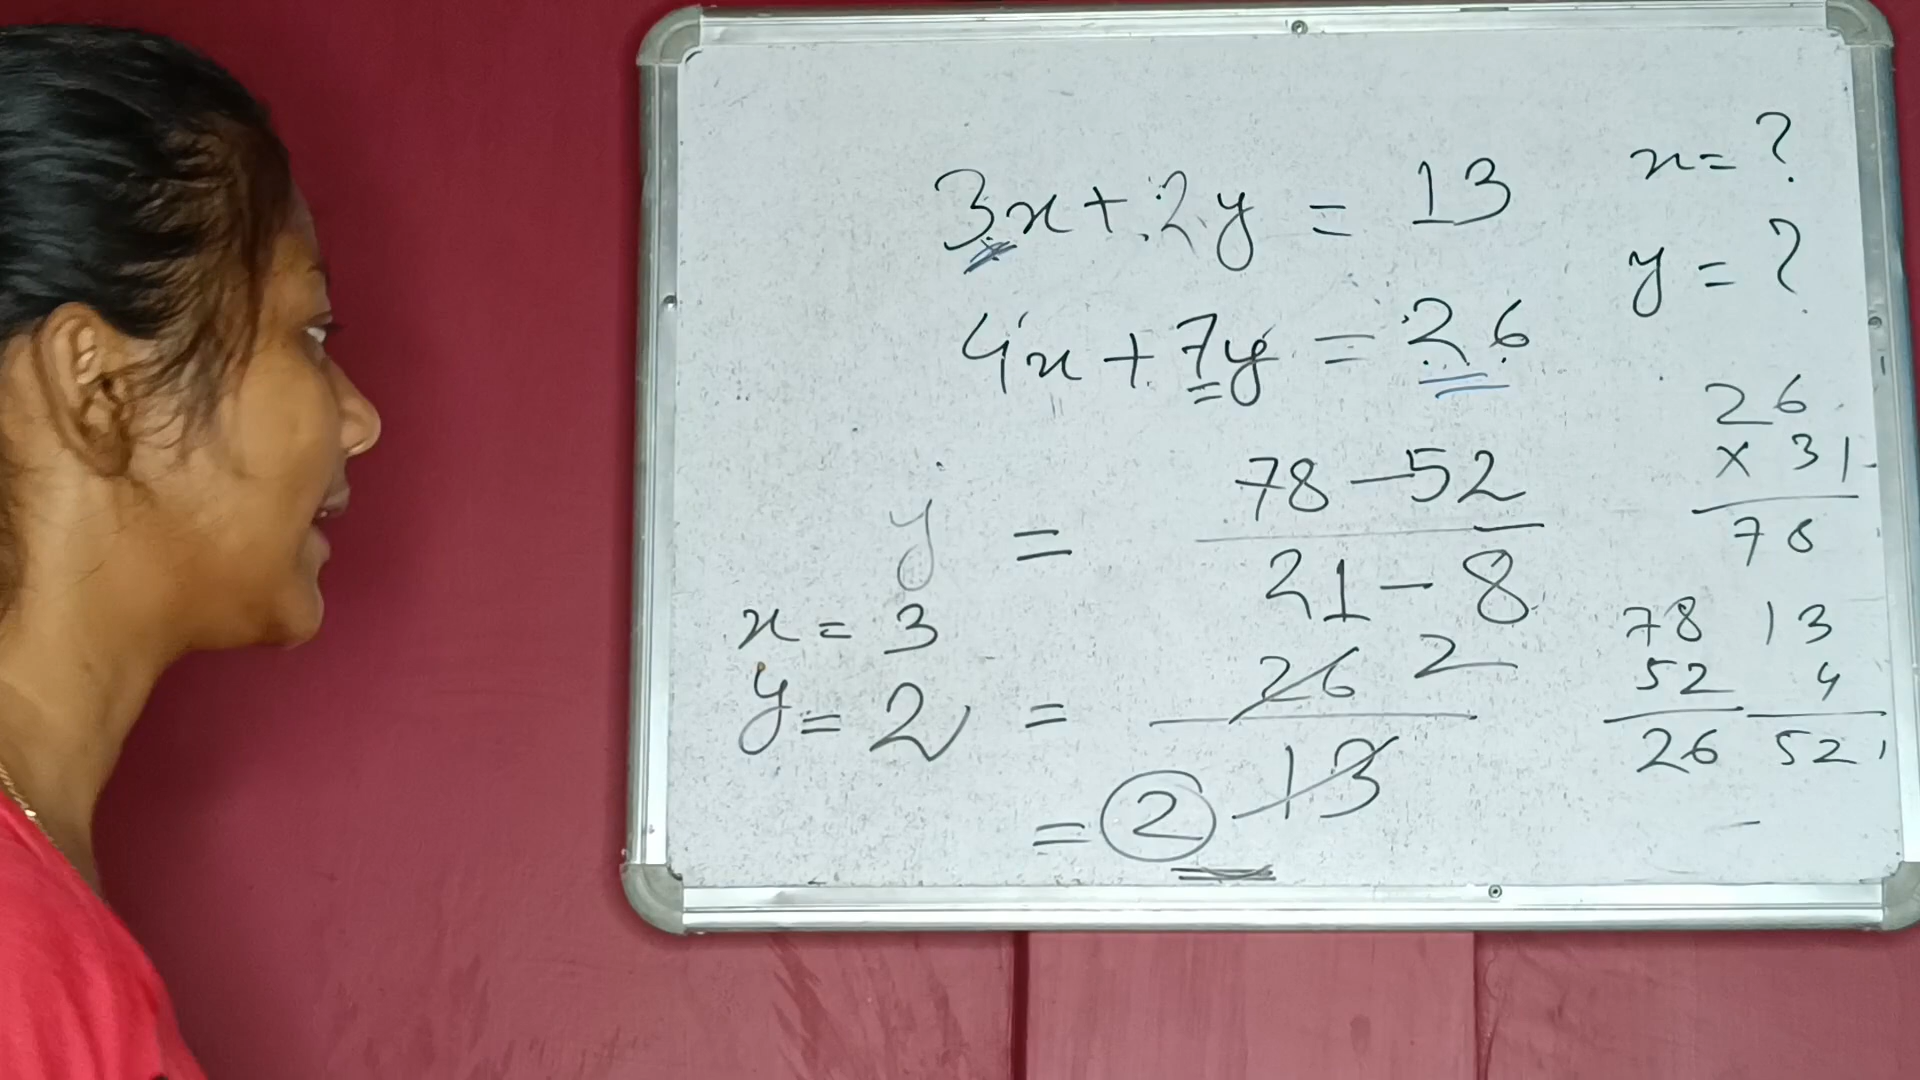 3x + 2y = 13
4x + 7y = 26
x = ?
y = ?
y = 78 - 52
21 - 8
= 26 2
13
= 2
x = 3
y = 2
26
x 31
78
78
52
26
13
4
52